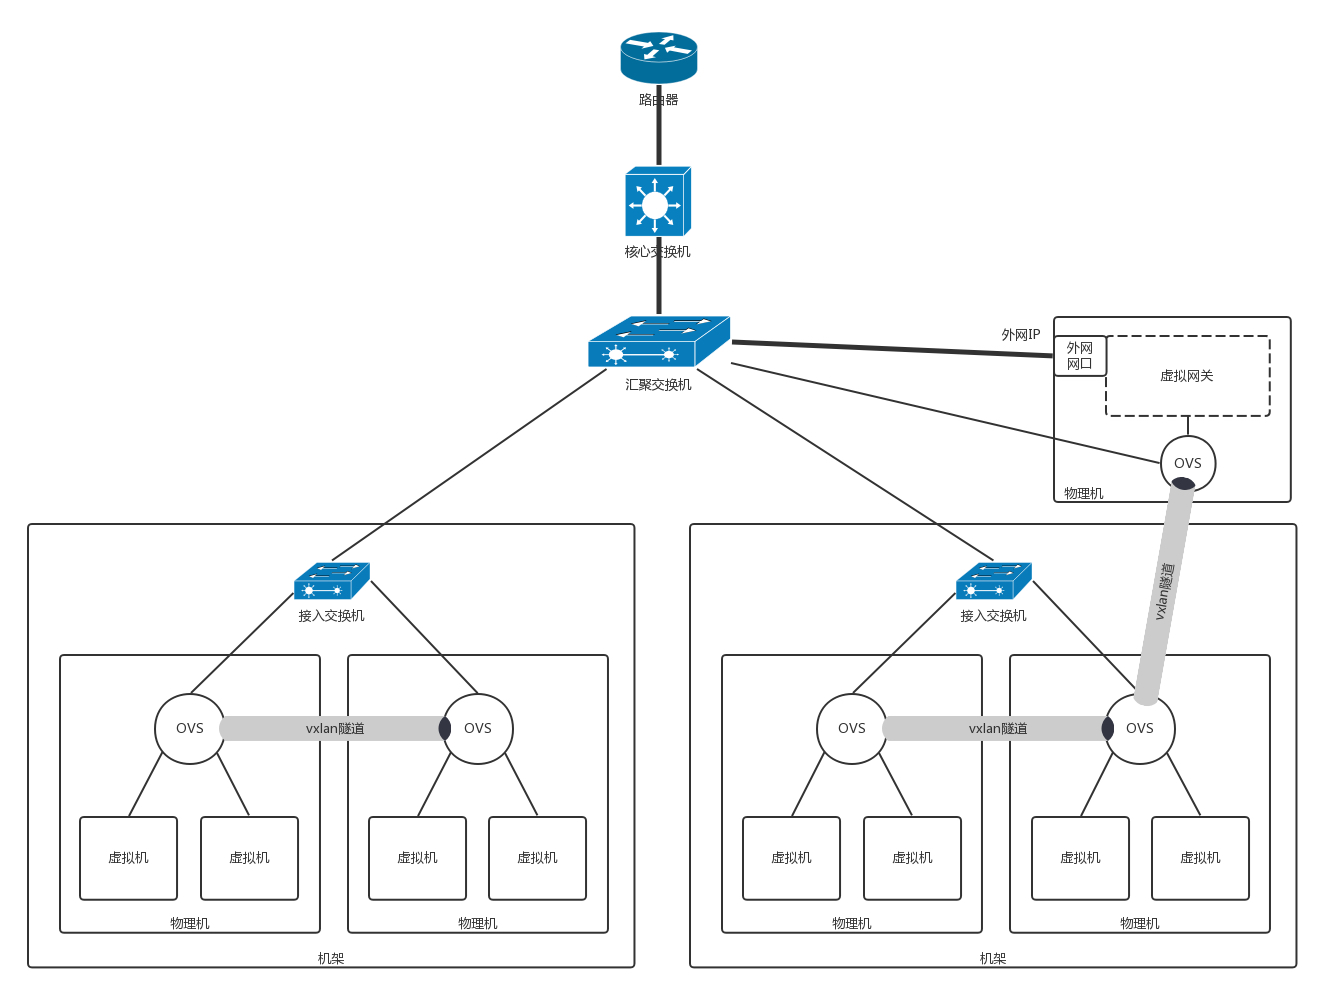 路由器
核心交换机
汇聚交换机
外网IP
外网
网口
虚拟网关
OVS
物理机
vxlan隧道
接入交换机
接入交换机
OVS
vxlan隧道
OVS
OVS
vxlan隧道
OVS
虚拟机
虚拟机
虚拟机
虚拟机
虚拟机
虚拟机
虚拟机
虚拟机
物理机
物理机
物理机
物理机
机架
机架